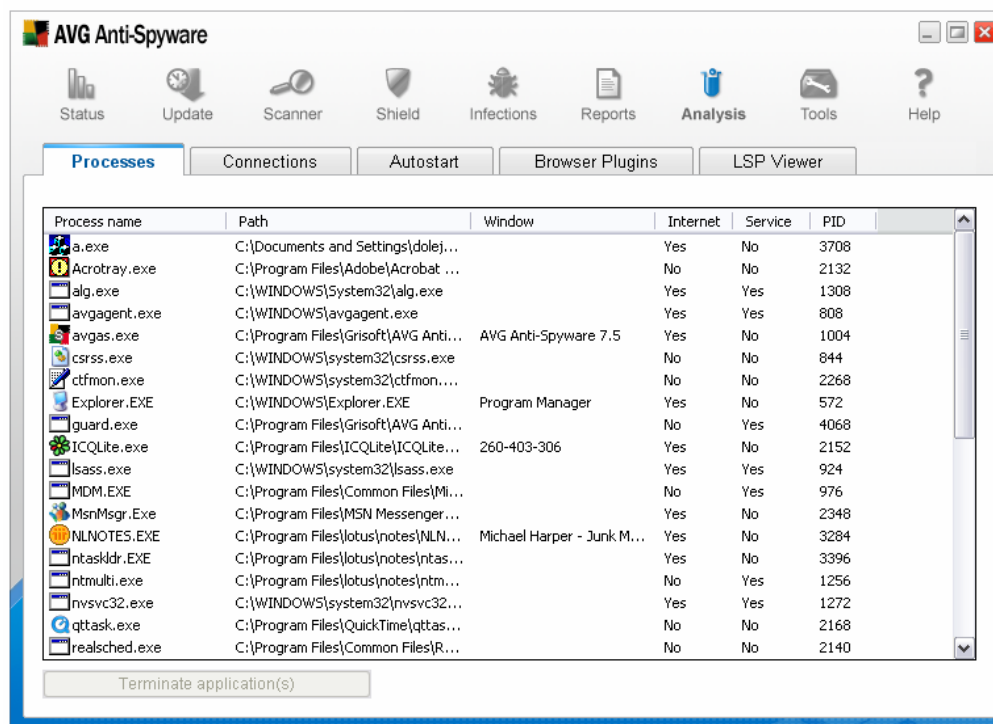 AVG Anti-Spyware
Status Update Scanner Shield Infections Reports Analysis Tools Help
Processes Connections Autostart Browser Plugins LSP Viewer
Process name Path Window Internet Service PID
a.exe C:\Documents and Settings\dolej... Yes No 3708
Acrotray.exe C:\Program Files\Adobe\Acrobat ... No No 2132
alg.exe C:\WINDOWS\System32\alg.exe Yes Yes 1308
avgagent.exe C:\WINDOWS\avgagent.exe Yes Yes 808
avgas.exe C:\Program Files\Grisoft\AVG Anti... AVG Anti-Spyware 7.5 Yes No 1004
csrss.exe C:\WINDOWS\system32\csrss.exe No No 844
ctfmon.exe C:\WINDOWS\system32\ctfmon.... No No 2268
Explorer.EXE C:\WINDOWS\Explorer.EXE Program Manager Yes No 572
guard.exe C:\Program Files\Grisoft\AVG Anti... No Yes 4068
ICQLite.exe C:\Program Files\ICQLite\ICQLite... 260-403-306 Yes No 2152
lsass.exe C:\WINDOWS\system32\lsass.exe Yes Yes 924
MDM.EXE C:\Program Files\Common Files\Mi... No Yes 976
MsnMsgr.Exe C:\Program Files\MSN Messenger... Yes No 2348
NLNOTES.EXE C:\Program Files\lotus\notes\NLN... Michael Harper - Junk M... Yes No 3284
ntaskldr.EXE C:\Program Files\lotus\notes\ntas... Yes No 3396
ntmulti.exe C:\Program Files\lotus\notes\ntm... No Yes 1256
nvsvc32.exe C:\WINDOWS\system32\nvsvc32... Yes Yes 1272
qttask.exe C:\Program Files\QuickTime\qttas... No No 2168
realsched.exe C:\Program Files\Common Files\R... No No 2140
Terminate application(s)